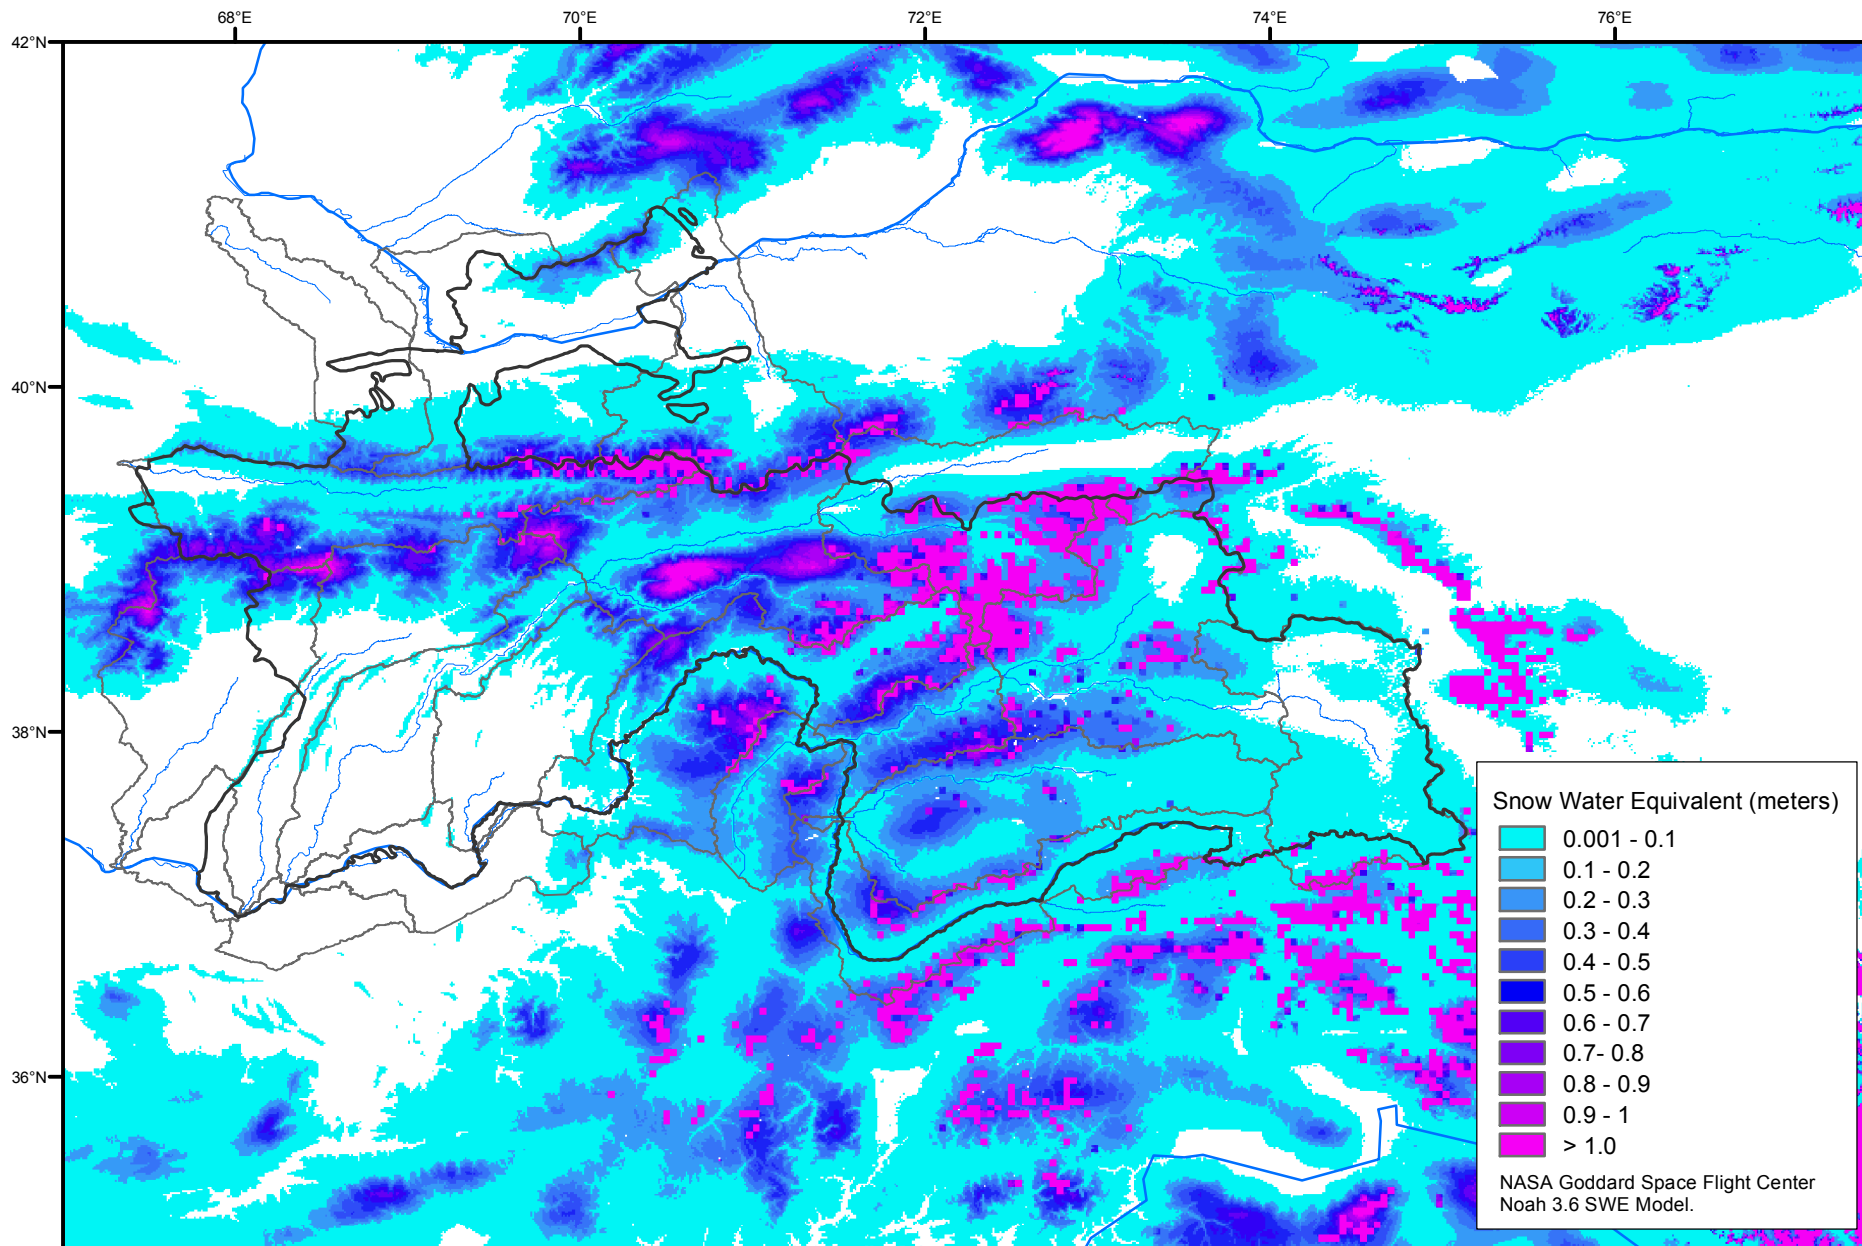 68°E 70°E 72°E 74°E 76°E
42°N
40°N
38°N
36°N
Snow Water Equivalent (meters)
0.001 - 0.1
0.1 - 0.2
0.2 - 0.3
0.3 - 0.4
0.4 - 0.5
0.5 - 0.6
0.6 - 0.7
0.7- 0.8
0.8 - 0.9
0.9 - 1
> 1.0
NASA Goddard Space Flight Center
Noah 3.6 SWE Model.